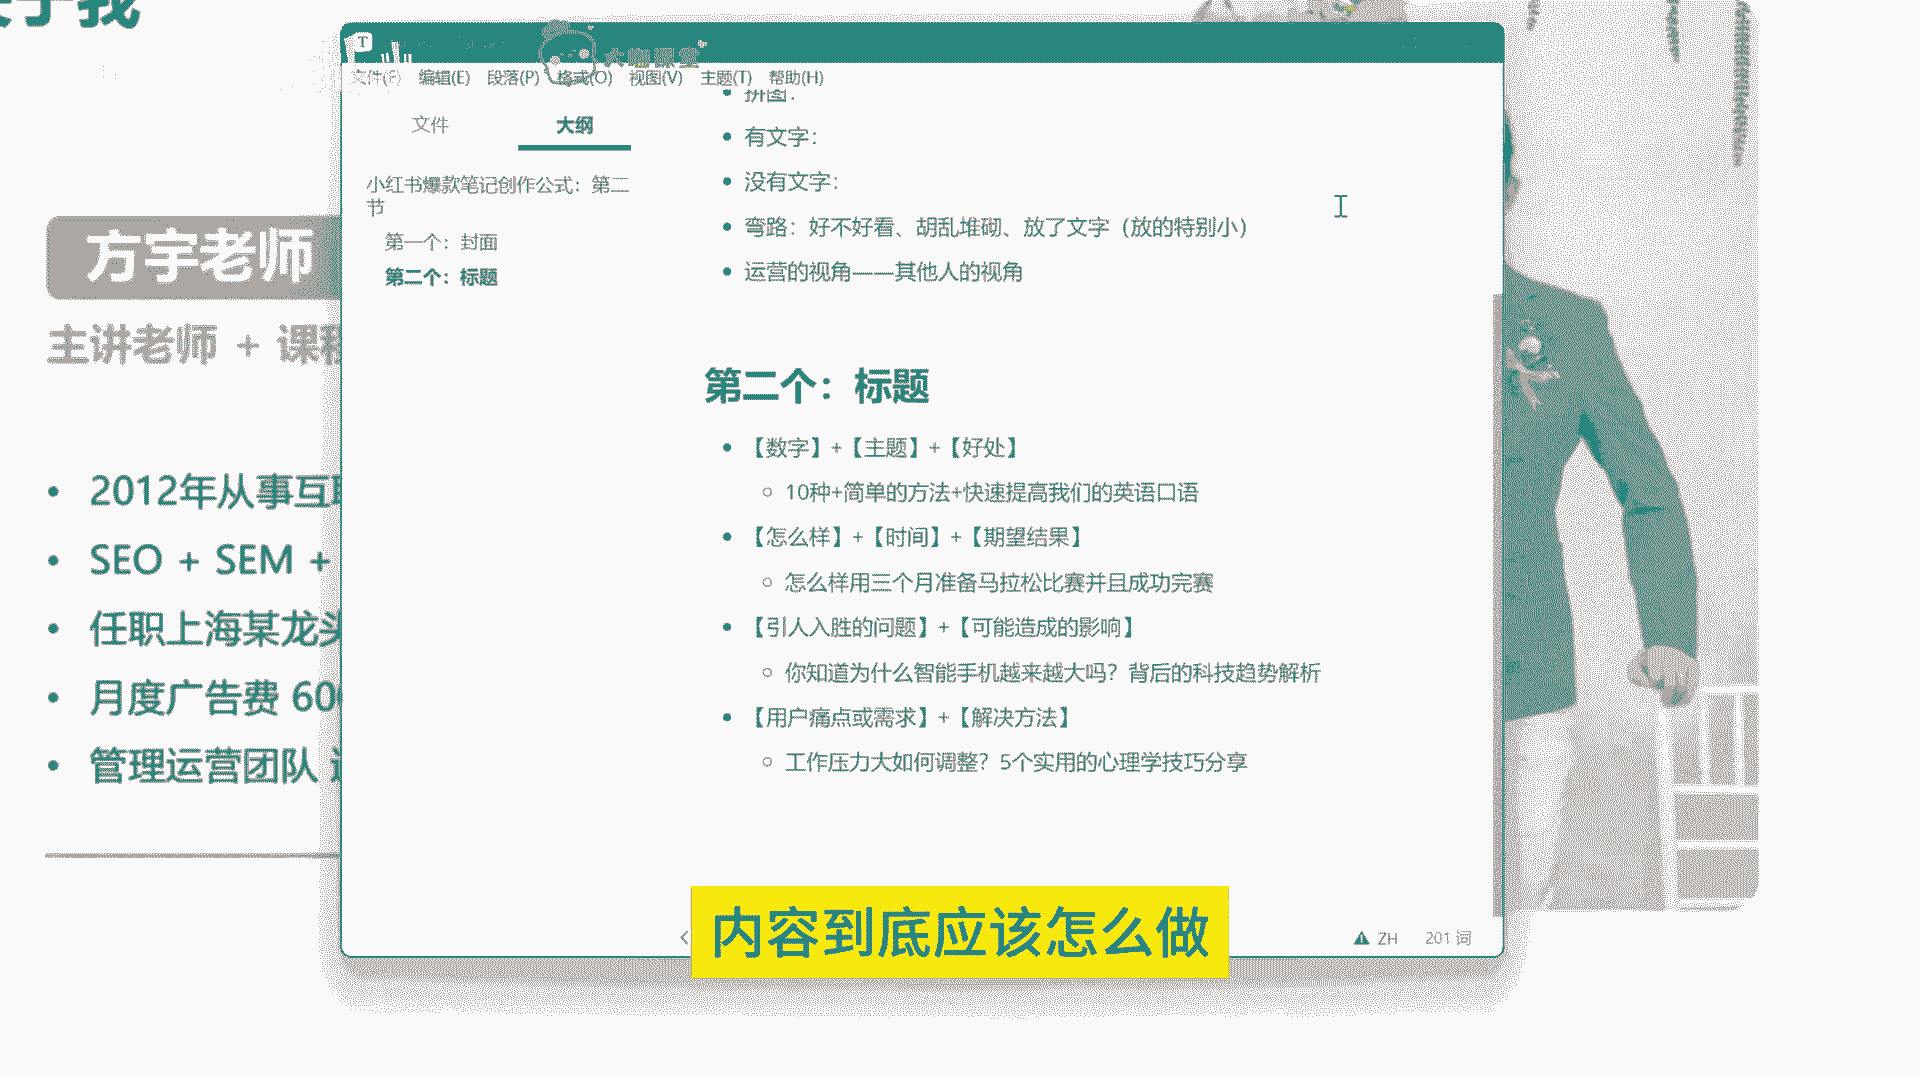 关于我
方宇老师
主讲老师 + 课程
2012年从事互联
SEO + SEM +
任职上海某龙头
月度广告费 600
管理运营团队
T
大咖课堂
文件(F) 编辑(E) 段落(P) 格式(O) 视图(V) 主题(T) 帮助(H)
文件 大纲
小红书爆款笔记创作公式：第二
节
第一个：封面
第二个：标题
拼图：
有文字：
没有文字：
弯路：好不好看、胡乱堆砌、放了文字（放的特别小）
运营的视角——其他人的视角
第二个：标题
【数字】+【主题】+【好处】
10种+简单的方法+快速提高我们的英语口语
【怎么样】+【时间】+【期望结果】
怎么样用三个月准备马拉松比赛并且成功完赛
【引人入胜的问题】+【可能造成的影响】
你知道为什么智能手机越来越大吗？背后的科技趋势解析
【用户痛点或需求】+【解决方法】
工作压力大如何调整？5个实用的心理学技巧分享
ZH 201 词
内容到底应该怎么做